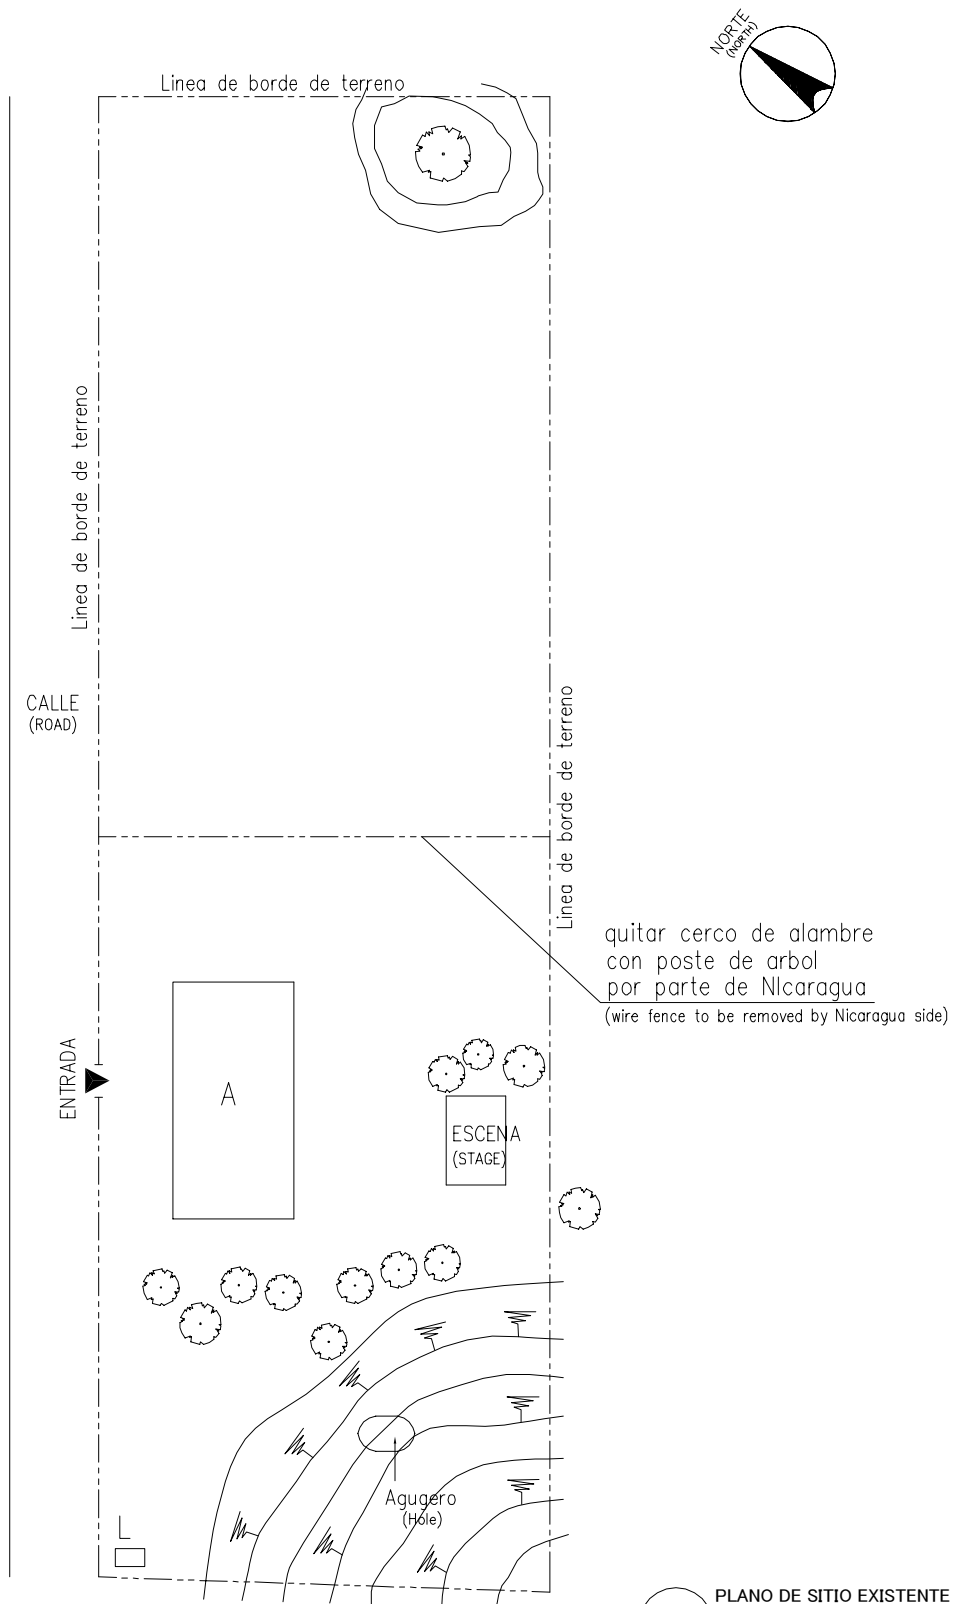 NORTE
(NORTH)
Linea de borde de terreno
Linea de borde de terreno
CALLE
(ROAD)
Linea de borde de terreno
quitar cerco de alambre
con poste de arbol
por parte de NIcaragua
(wire fence to be removed by Nicaragua side)
ENTRADA
A
ESCENA
(STAGE)
Agugero
(Hole)
L
PLANO DE SITIO EXISTENTE